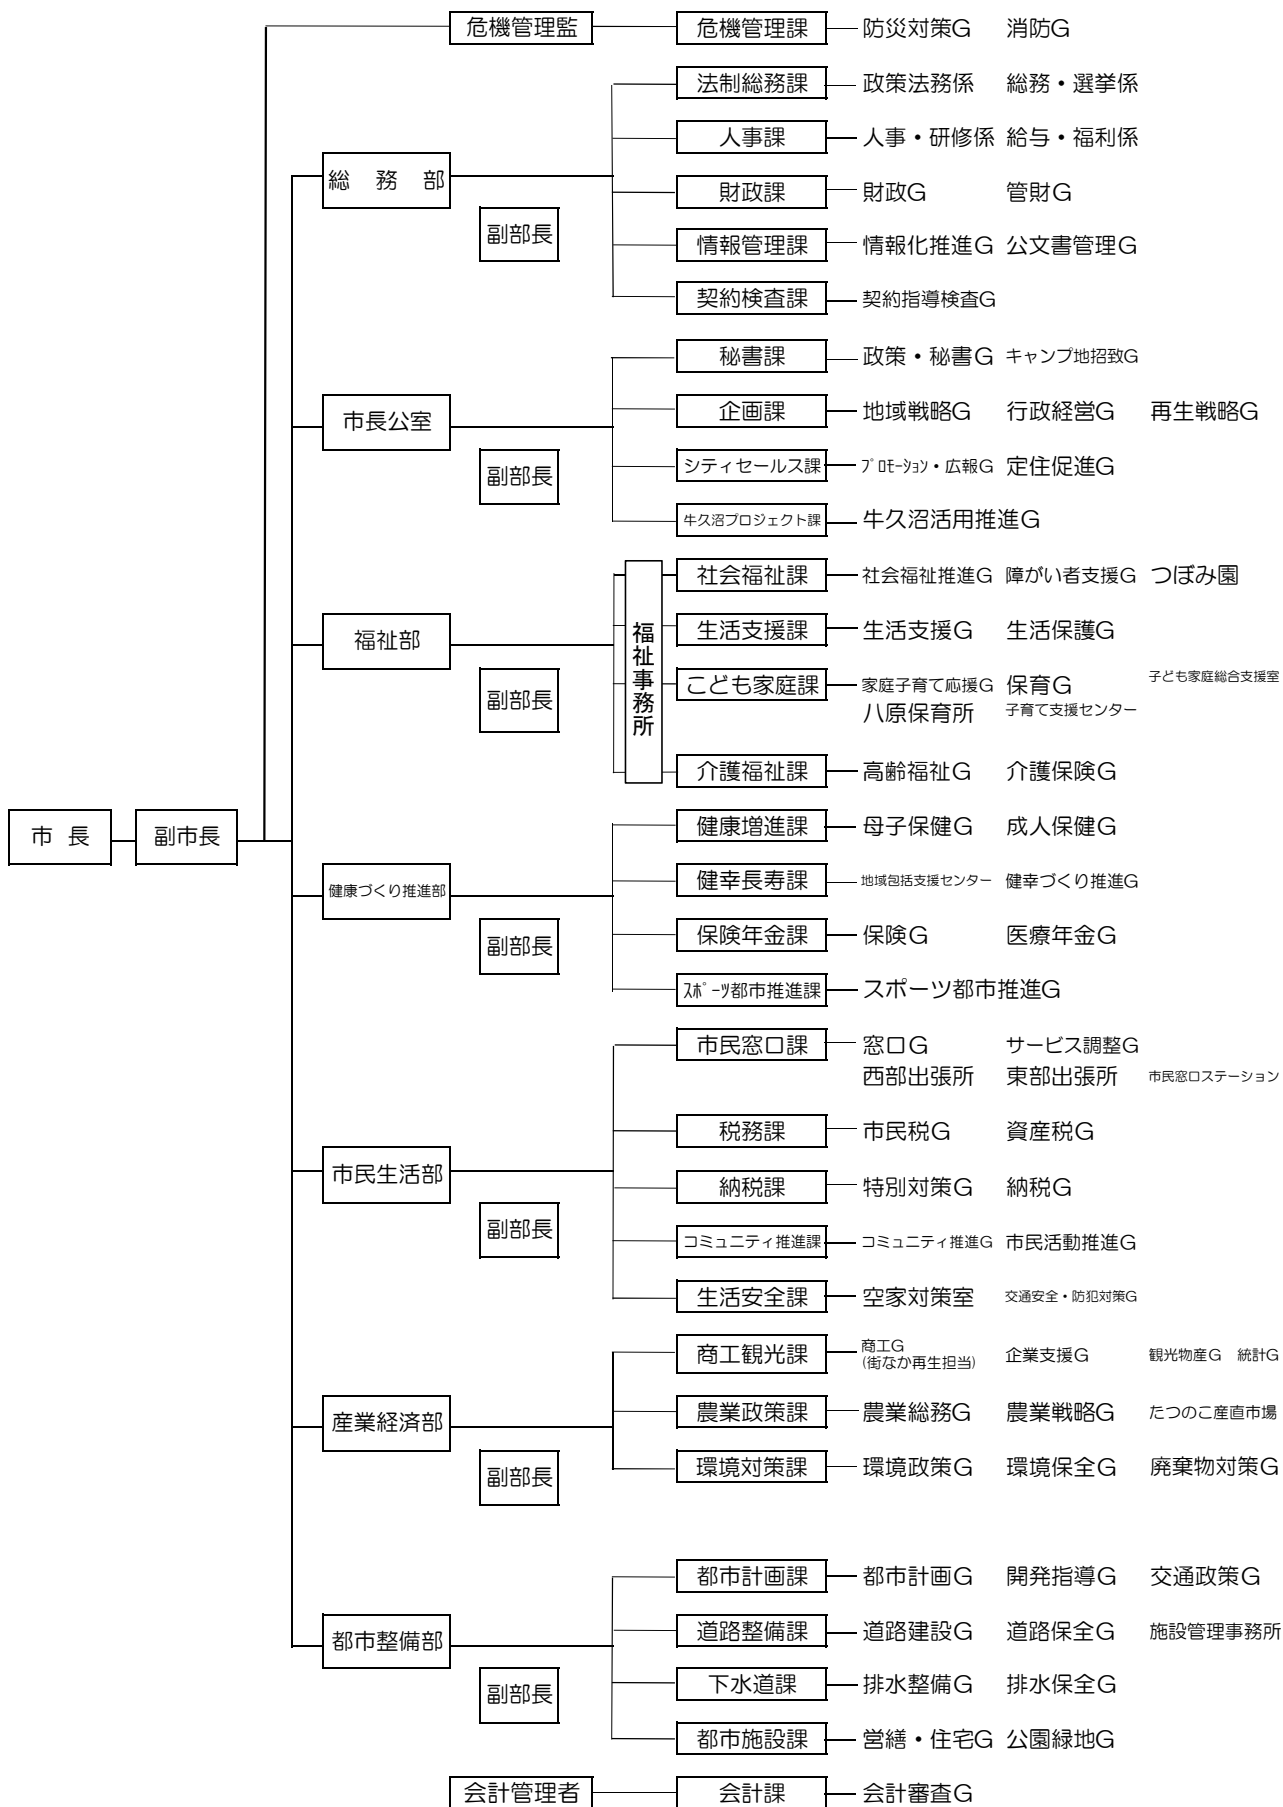 危機管理監 危機管理課 防災対策G 消防G
法制総務課 政策法務係 総務・選挙係
人事課 人事・研修係 給与・福利係
総 務 部
財政課 財政G 管財G
副部長
情報管理課 情報化推進G 公文書管理G
契約検査課 契約指導検査G
秘書課 政策・秘書G キャンプ地招致G
市長公室 企画課 地域戦略G 行政経営G 再生戦略G
副部長
シティセールス課 ﾌﾟﾛﾓｰｼｮﾝ・広報G 定住促進G
牛久沼プロジェクト課 牛久沼活用推進G
福祉事務所
社会福祉課 社会福祉推進G 障がい者支援G つぼみ園
福祉部 生活支援課 生活支援G 生活保護G
副部長
こども家庭課 家庭子育て応援G 保育G 子ども家庭総合支援室
八原保育所 子育て支援センター
介護福祉課 高齢福祉G 介護保険G
市 長 副市長
健康増進課 母子保健G 成人保健G
健康づくり推進部 健幸長寿課 地域包括支援センター 健幸づくり推進G
副部長
保険年金課 保険G 医療年金G
ｽﾎﾟｰﾂ都市推進課 スポーツ都市推進G
市民窓口課 窓口G サービス調整G
西部出張所 東部出張所 市民窓口ステーション
税務課 市民税G 資産税G
市民生活部
納税課 特別対策G 納税G
副部長
コミュニティ推進課 コミュニティ推進G 市民活動推進G
生活安全課 空家対策室 交通安全・防犯対策G
商工観光課 商工G 企業支援G 観光物産G 統計G
(街なか再生担当)
産業経済部 農業政策課 農業総務G 農業戦略G たつのこ産直市場
副部長
環境対策課 環境政策G 環境保全G 廃棄物対策G
都市計画課 都市計画G 開発指導G 交通政策G
都市整備部 道路整備課 道路建設G 道路保全G 施設管理事務所
副部長
下水道課 排水整備G 排水保全G
都市施設課 営繕・住宅G 公園緑地G
会計管理者 会計課 会計審査G